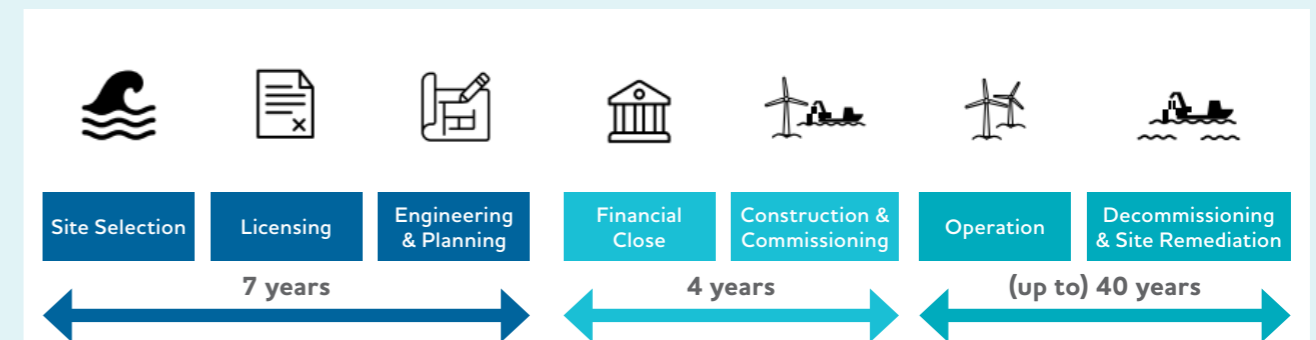 Site Selection
Licensing
Engineering
& Planning
Financial
Close
Construction &
Commissioning
Operation
Decommissioning
& Site Remediation
7 years
4 years
(up to) 40 years